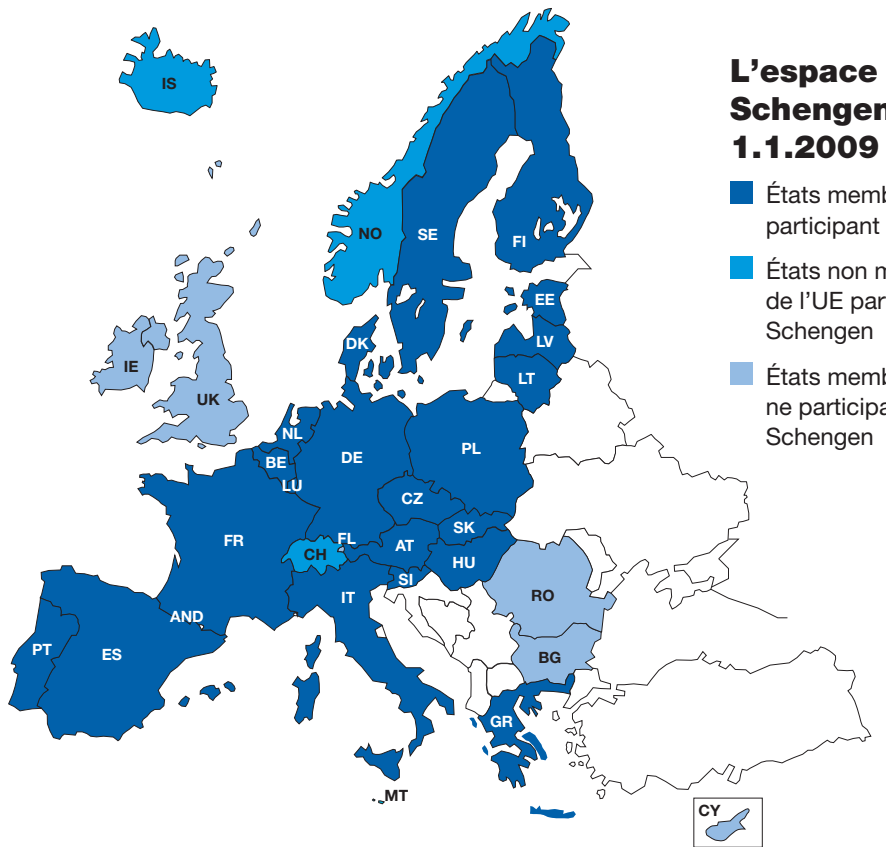 L'espace
Schengen
1.1.2009
États memb
participant
États non m
de l'UE par
Schengen
États memb
ne participa
Schengen
IS
NO
SE
FI
EE
LV
LT
DK
IE
UK
NL
BE
LU
DE
PL
CZ
SK
FR
CH
FL
AT
HU
SI
IT
RO
BG
AND
PT
ES
GR
MT
CY